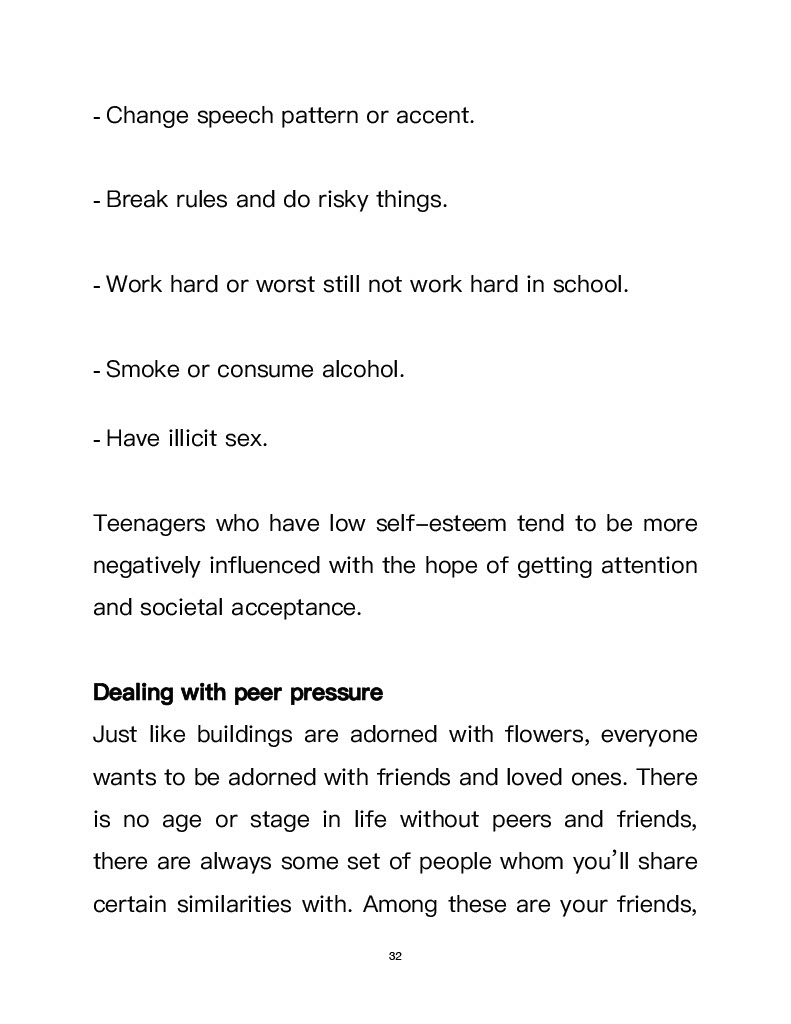 - Change speech pattern or accent.
- Break rules and do risky things.
- Work hard or worst still not work hard in school.
- Smoke or consume alcohol.
- Have illicit sex.
Teenagers who have low self-esteem tend to be more
negatively influenced with the hope of getting attention
and societal acceptance.
Dealing with peer pressure
Just like buildings are adorned with flowers, everyone
wants to be adorned with friends and loved ones. There
is no age or stage in life without peers and friends,
there are always some set of people whom you’ll share
certain similarities with. Among these are your friends,
32